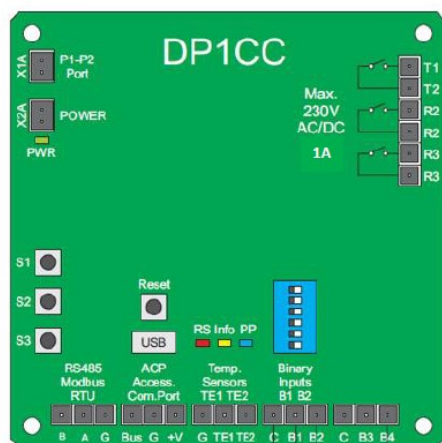 DP1CC
X1A
P1-P2
Port
X2A
POWER
PWR
Max.
230V
AC/DC
1A
T1
T2
R2
R2
R3
R3
S1
S2
S3
Reset
USB
RS Info PP
RS485
Modbus
RTU
ACP
Access.
Com.Port
Temp.
Sensors
TE1 TE2
Binary
Inputs
B1 B2
B A G Bus G +V G TE1 TE2 C B1 B2 C B3 B4